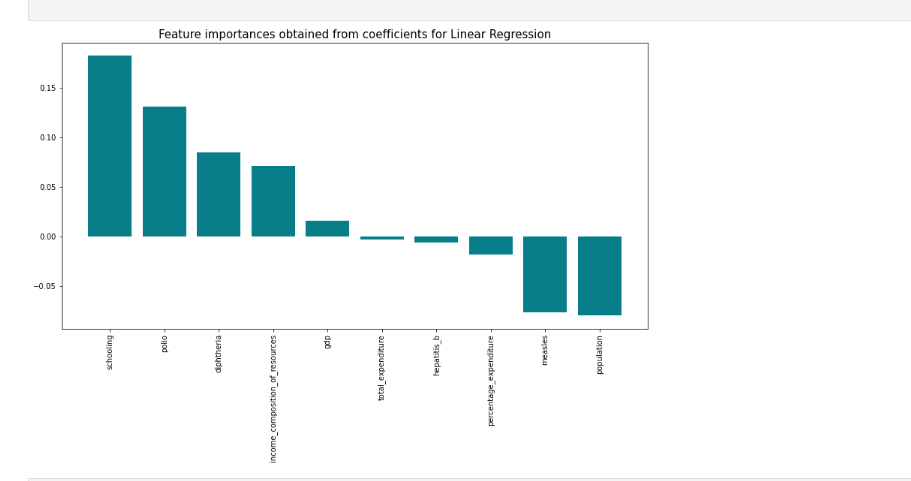 Feature importances obtained from coefficients for Linear Regression
0.15
0.10
0.05
0.00
−0.05
schooling
polio
diphtheria
income_composition_of_resources
gdp
total_expenditure
hepatitis_b
percentage_expenditure
measles
population